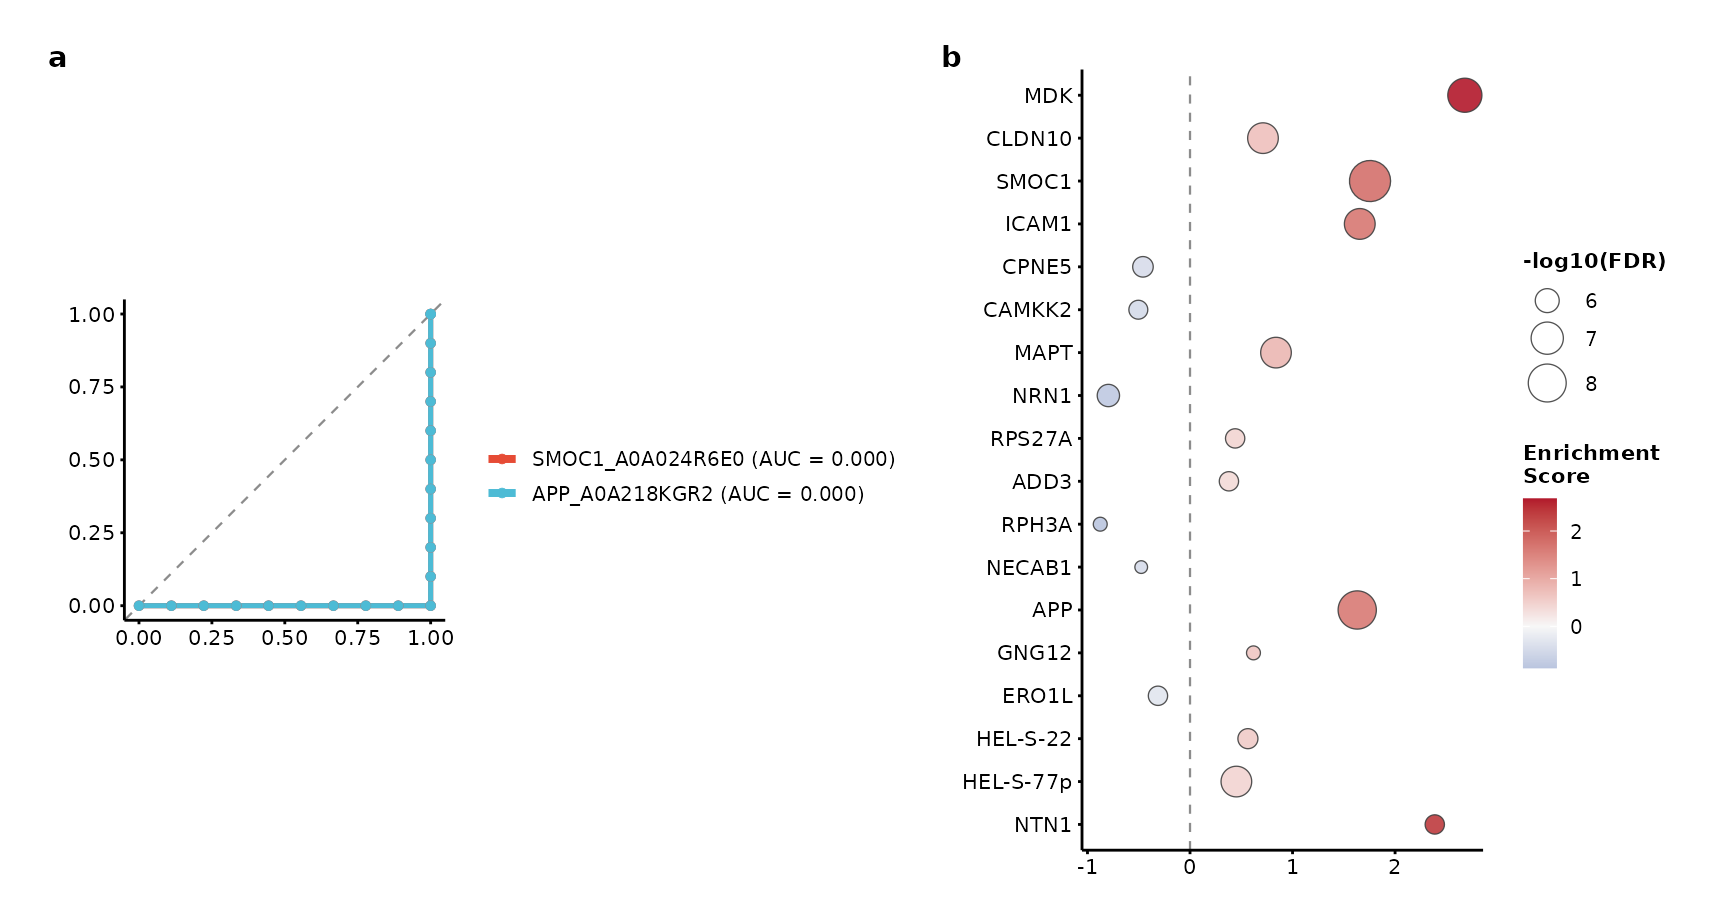 a
1.00
0.75
0.50
0.25
0.00
0.00 0.25 0.50 0.75 1.00
SMOC1_A0A024R6E0 (AUC = 0.000)
APP_A0A218KGR2 (AUC = 0.000)
b
MDK
CLDN10
SMOC1
ICAM1
CPNE5
CAMKK2
MAPT
NRN1
RPS27A
ADD3
RPH3A
NECAB1
APP
GNG12
ERO1L
HEL-S-22
HEL-S-77p
NTN1
-1 0 1 2
-log10(FDR)
6
7
8
Enrichment
Score
2
1
0